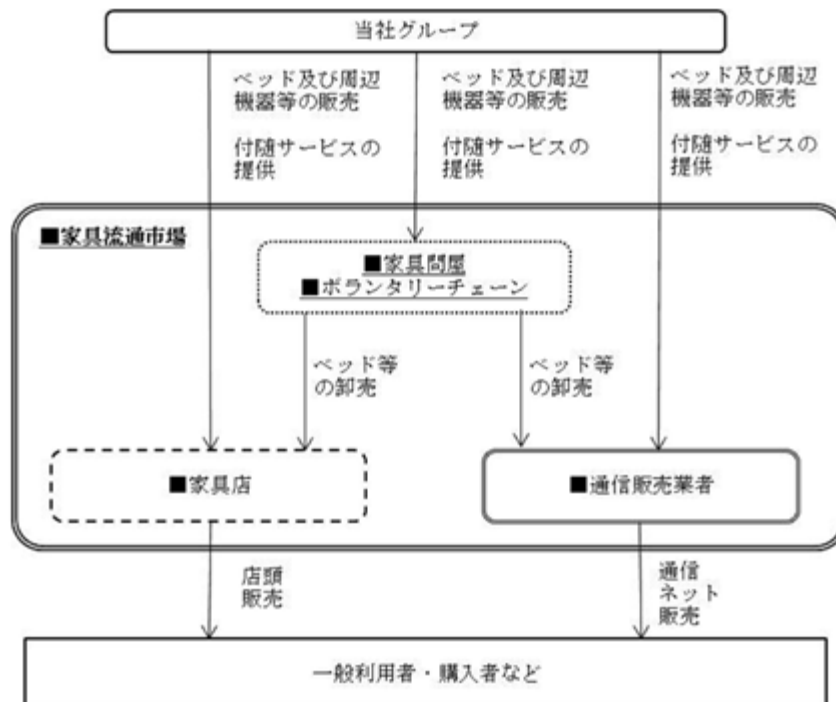 当社グループ
ベッド及び周辺
機器等の販売
付随サービスの
提供
ベッド及び周辺
機器等の販売
付随サービスの
提供
ベッド及び周辺
機器等の販売
付随サービスの
提供
■家具流通市場
■家具問屋
■ボランタリーチェーン
ベッド等
の卸売
ベッド等
の卸売
■家具店
■通信販売業者
店頭
販売
通信
ネット
販売
一般利用者・購入者など